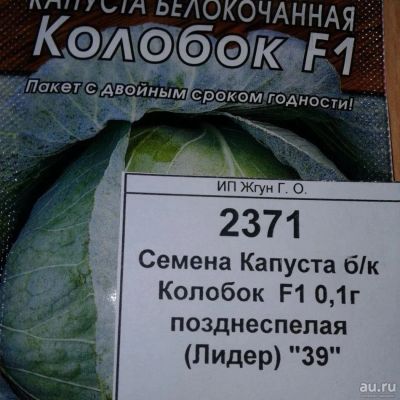 КАПУСТА БЕЛОКОЧАННАЯ
Колобок F1
Пакет с двойным сроком годности!
ИП Жгун Г. О.
2371
Семена Капуста б/к
Колобок F1 0,1г
позднеспелая
(Лидер) "39"
au.ru